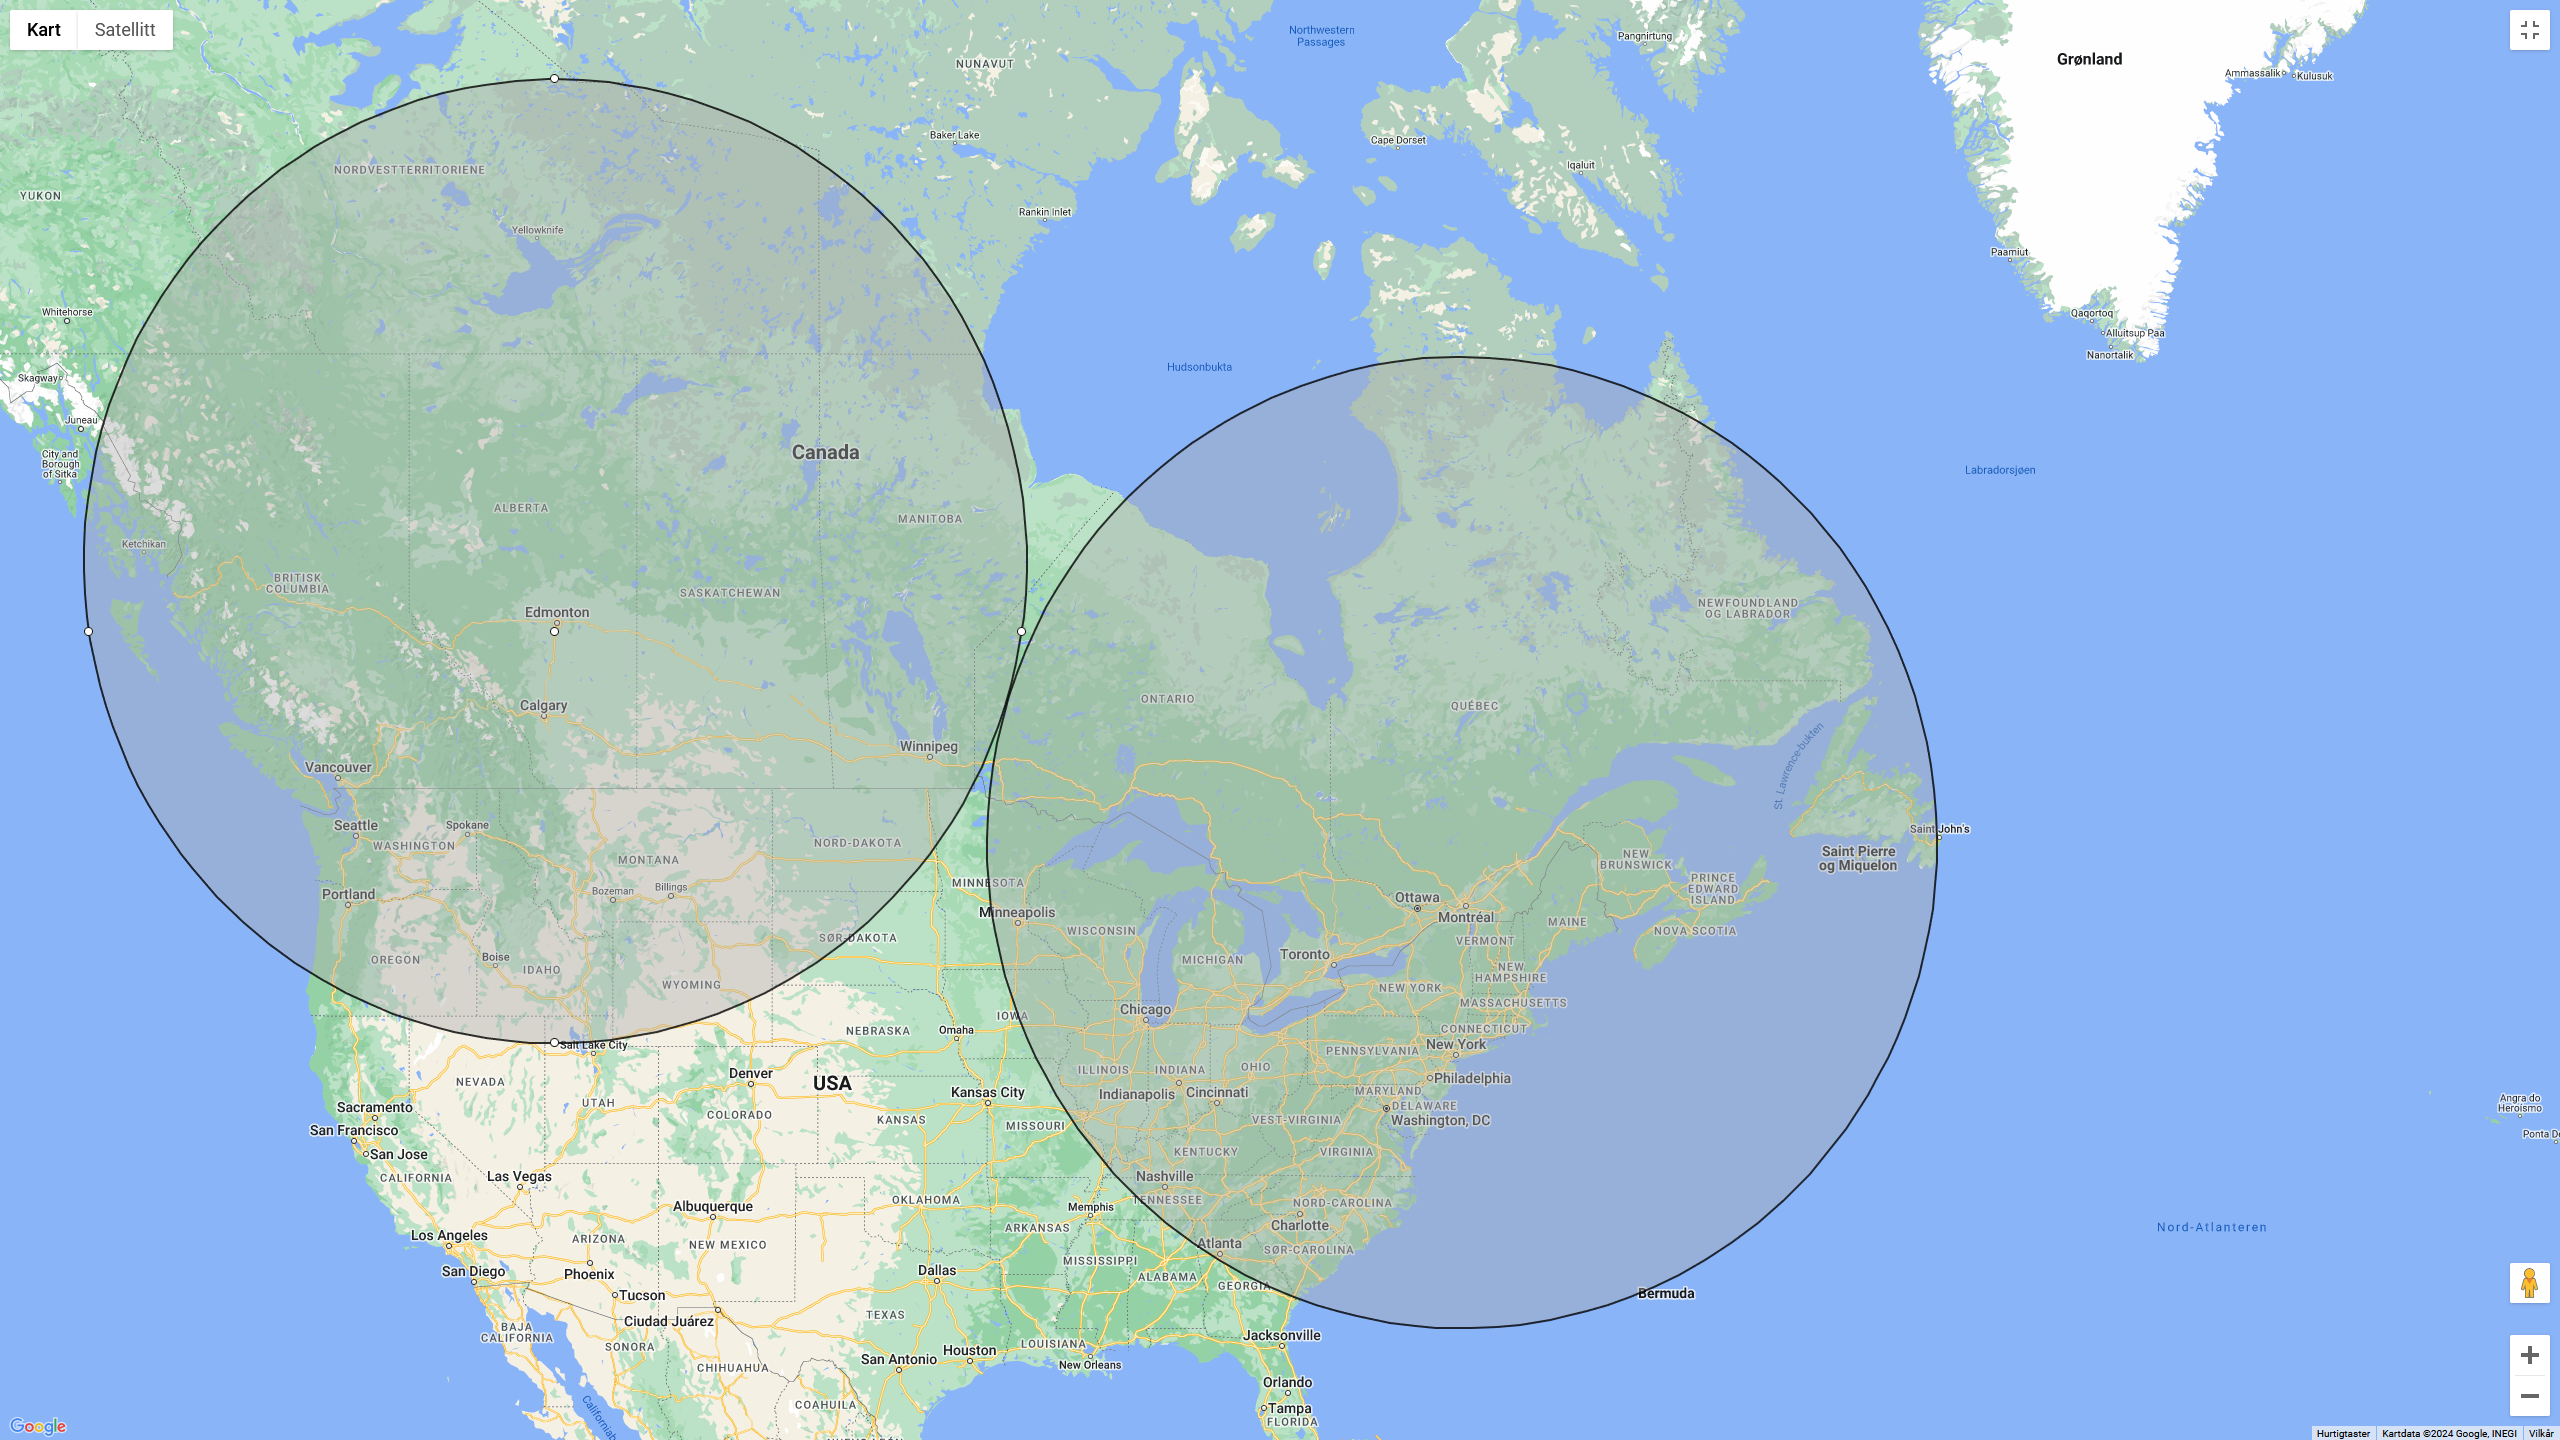 Kart
Satellitt
Northwestern
Passages
Pangnirtung
Grønland
NUNAVUT
Ammassalik
Kulusuk
Baker Lake
Cape Dorset
NORDVESTTERRITORIENE
Iqaluit
YUKON
Rankin Inlet
Yellowknife
Paamiut
Whitehorse
Qaqortoq
Alluitsup Paa
Nanortalik
Hudsonbukta
Skagway
Juneau
Canada
City and
Borough
of Sitka
Labradorsjøen
ALBERTA
MANITOBA
Ketchikan
BRITISK
COLUMBIA
SASKATCHEWAN
NEWFOUNDLAND
OG LABRADOR
Edmonton
ONTARIO
QUÉBEC
Calgary
Winnipeg
St. Lawrence-bukten
Vancouver
Seattle
Spokane
WASHINGTON
NORD-DAKOTA
MONTANA
Saint John's
Saint Pierre
og Miquelon
NEW
BRUNSWICK
PRINCE
EDWARD
ISLAND
MINNESOTA
Bozeman
Billings
Portland
Ottawa
Montréal
Minneapolis
MAINE
WISCONSIN
NOVA SCOTIA
SØR-DAKOTA
VERMONT
OREGON
Boise
IDAHO
Toronto
MICHIGAN
NEW
HAMPSHIRE
WYOMING
NEW YORK
MASSACHUSETTS
Chicago
IOWA
NEBRASKA
Omaha
CONNECTICUT
Salt Lake City
New York
PENNSYLVANIA
Denver
USA
NEVADA
ILLINOIS
INDIANA
OHIO
Philadelphia
Kansas City
Indianapolis
Cincinnati
MARYLAND
Sacramento
UTAH
COLORADO
DELAWARE
Washington, DC
KANSAS
MISSOURI
VEST-VIRGINIA
San Francisco
San Jose
KENTUCKY
VIRGINIA
Angra do
Heroismo
Ponta De
CALIFORNIA
Las Vegas
Nashville
OKLAHOMA
TENNESSEE
NORD-CAROLINA
Albuquerque
Memphis
ARKANSAS
Charlotte
Nord-Atlanteren
Los Angeles
ARIZONA
NEW MEXICO
Atlanta
SØR-CAROLINA
MISSISSIPPI
San Diego
Phoenix
Dallas
ALABAMA
GEORGIA
Bermuda
Tucson
TEXAS
Ciudad Juárez
BAJA
CALIFORNIA
Jacksonville
SONORA
LOUISIANA
Houston
San Antonio
New Orleans
CHIHUAHUA
Orlando
COAHUILA
Tampa
FLORIDA
Google
Hurtigtaster
Kartdata ©2024 Google, INEGI
Vilkår